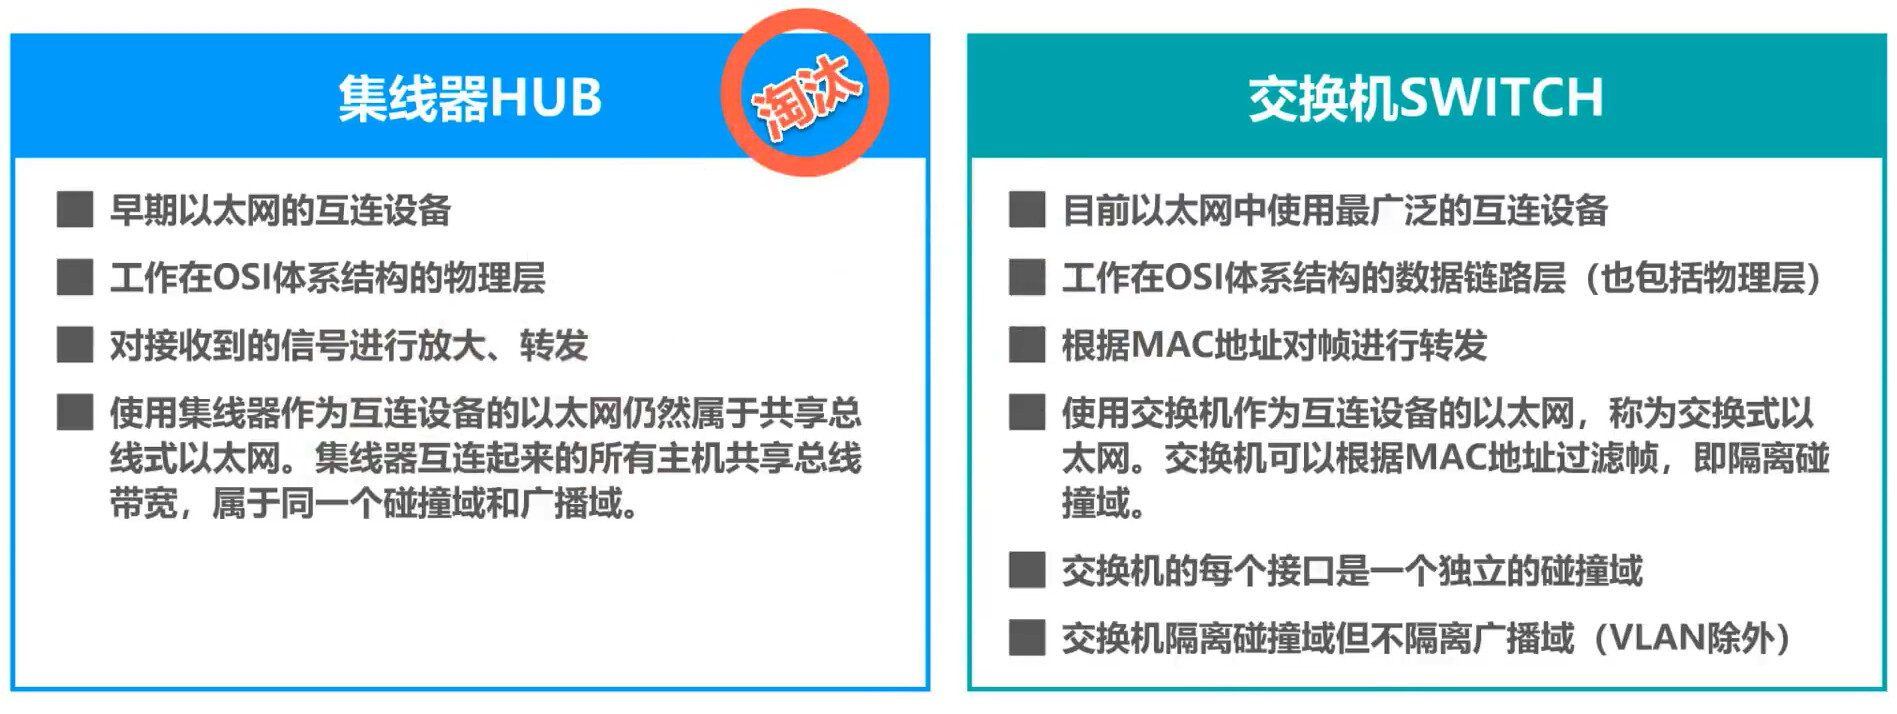 集线器HUB
淘汰
早期以太网的互连设备
工作在OSI体系结构的物理层
对接收到的信号进行放大、转发
使用集线器作为互连设备的以太网仍然属于共享总
线式以太网。集线器互连起来的所有主机共享总线
带宽，属于同一个碰撞域和广播域。
交换机SWITCH
目前以太网中使用最广泛的互连设备
工作在OSI体系结构的数据链路层（也包括物理层）
根据MAC地址对帧进行转发
使用交换机作为互连设备的以太网，称为交换式以
太网。交换机可以根据MAC地址过滤帧，即隔离碰
撞域。
交换机的每个接口是一个独立的碰撞域
交换机隔离碰撞域但不隔离广播域（VLAN除外）